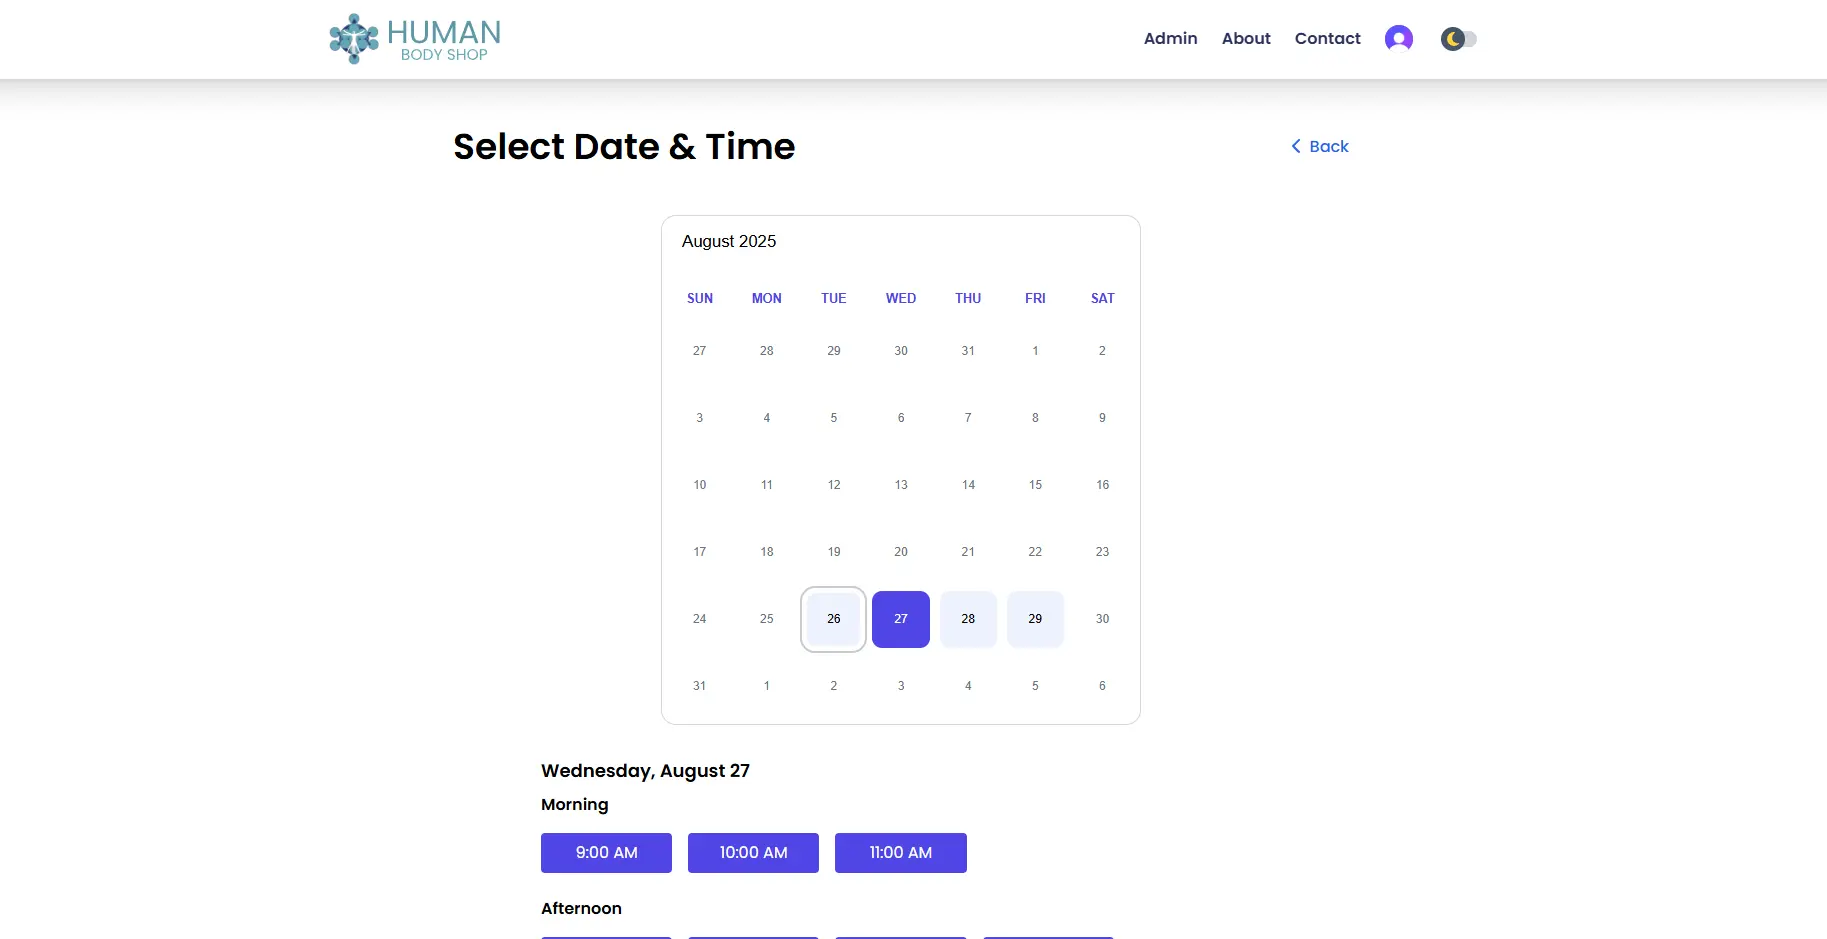 HUMAN
BODY SHOP
Admin About Contact
Select Date & Time
Back
August 2025
SUN MON TUE WED THU FRI SAT
27 28 29 30 31 1 2
3 4 5 6 7 8 9
10 11 12 13 14 15 16
17 18 19 20 21 22 23
24 25 26 27 28 29 30
31 1 2 3 4 5 6
Wednesday, August 27
Morning
9:00 AM 10:00 AM 11:00 AM
Afternoon